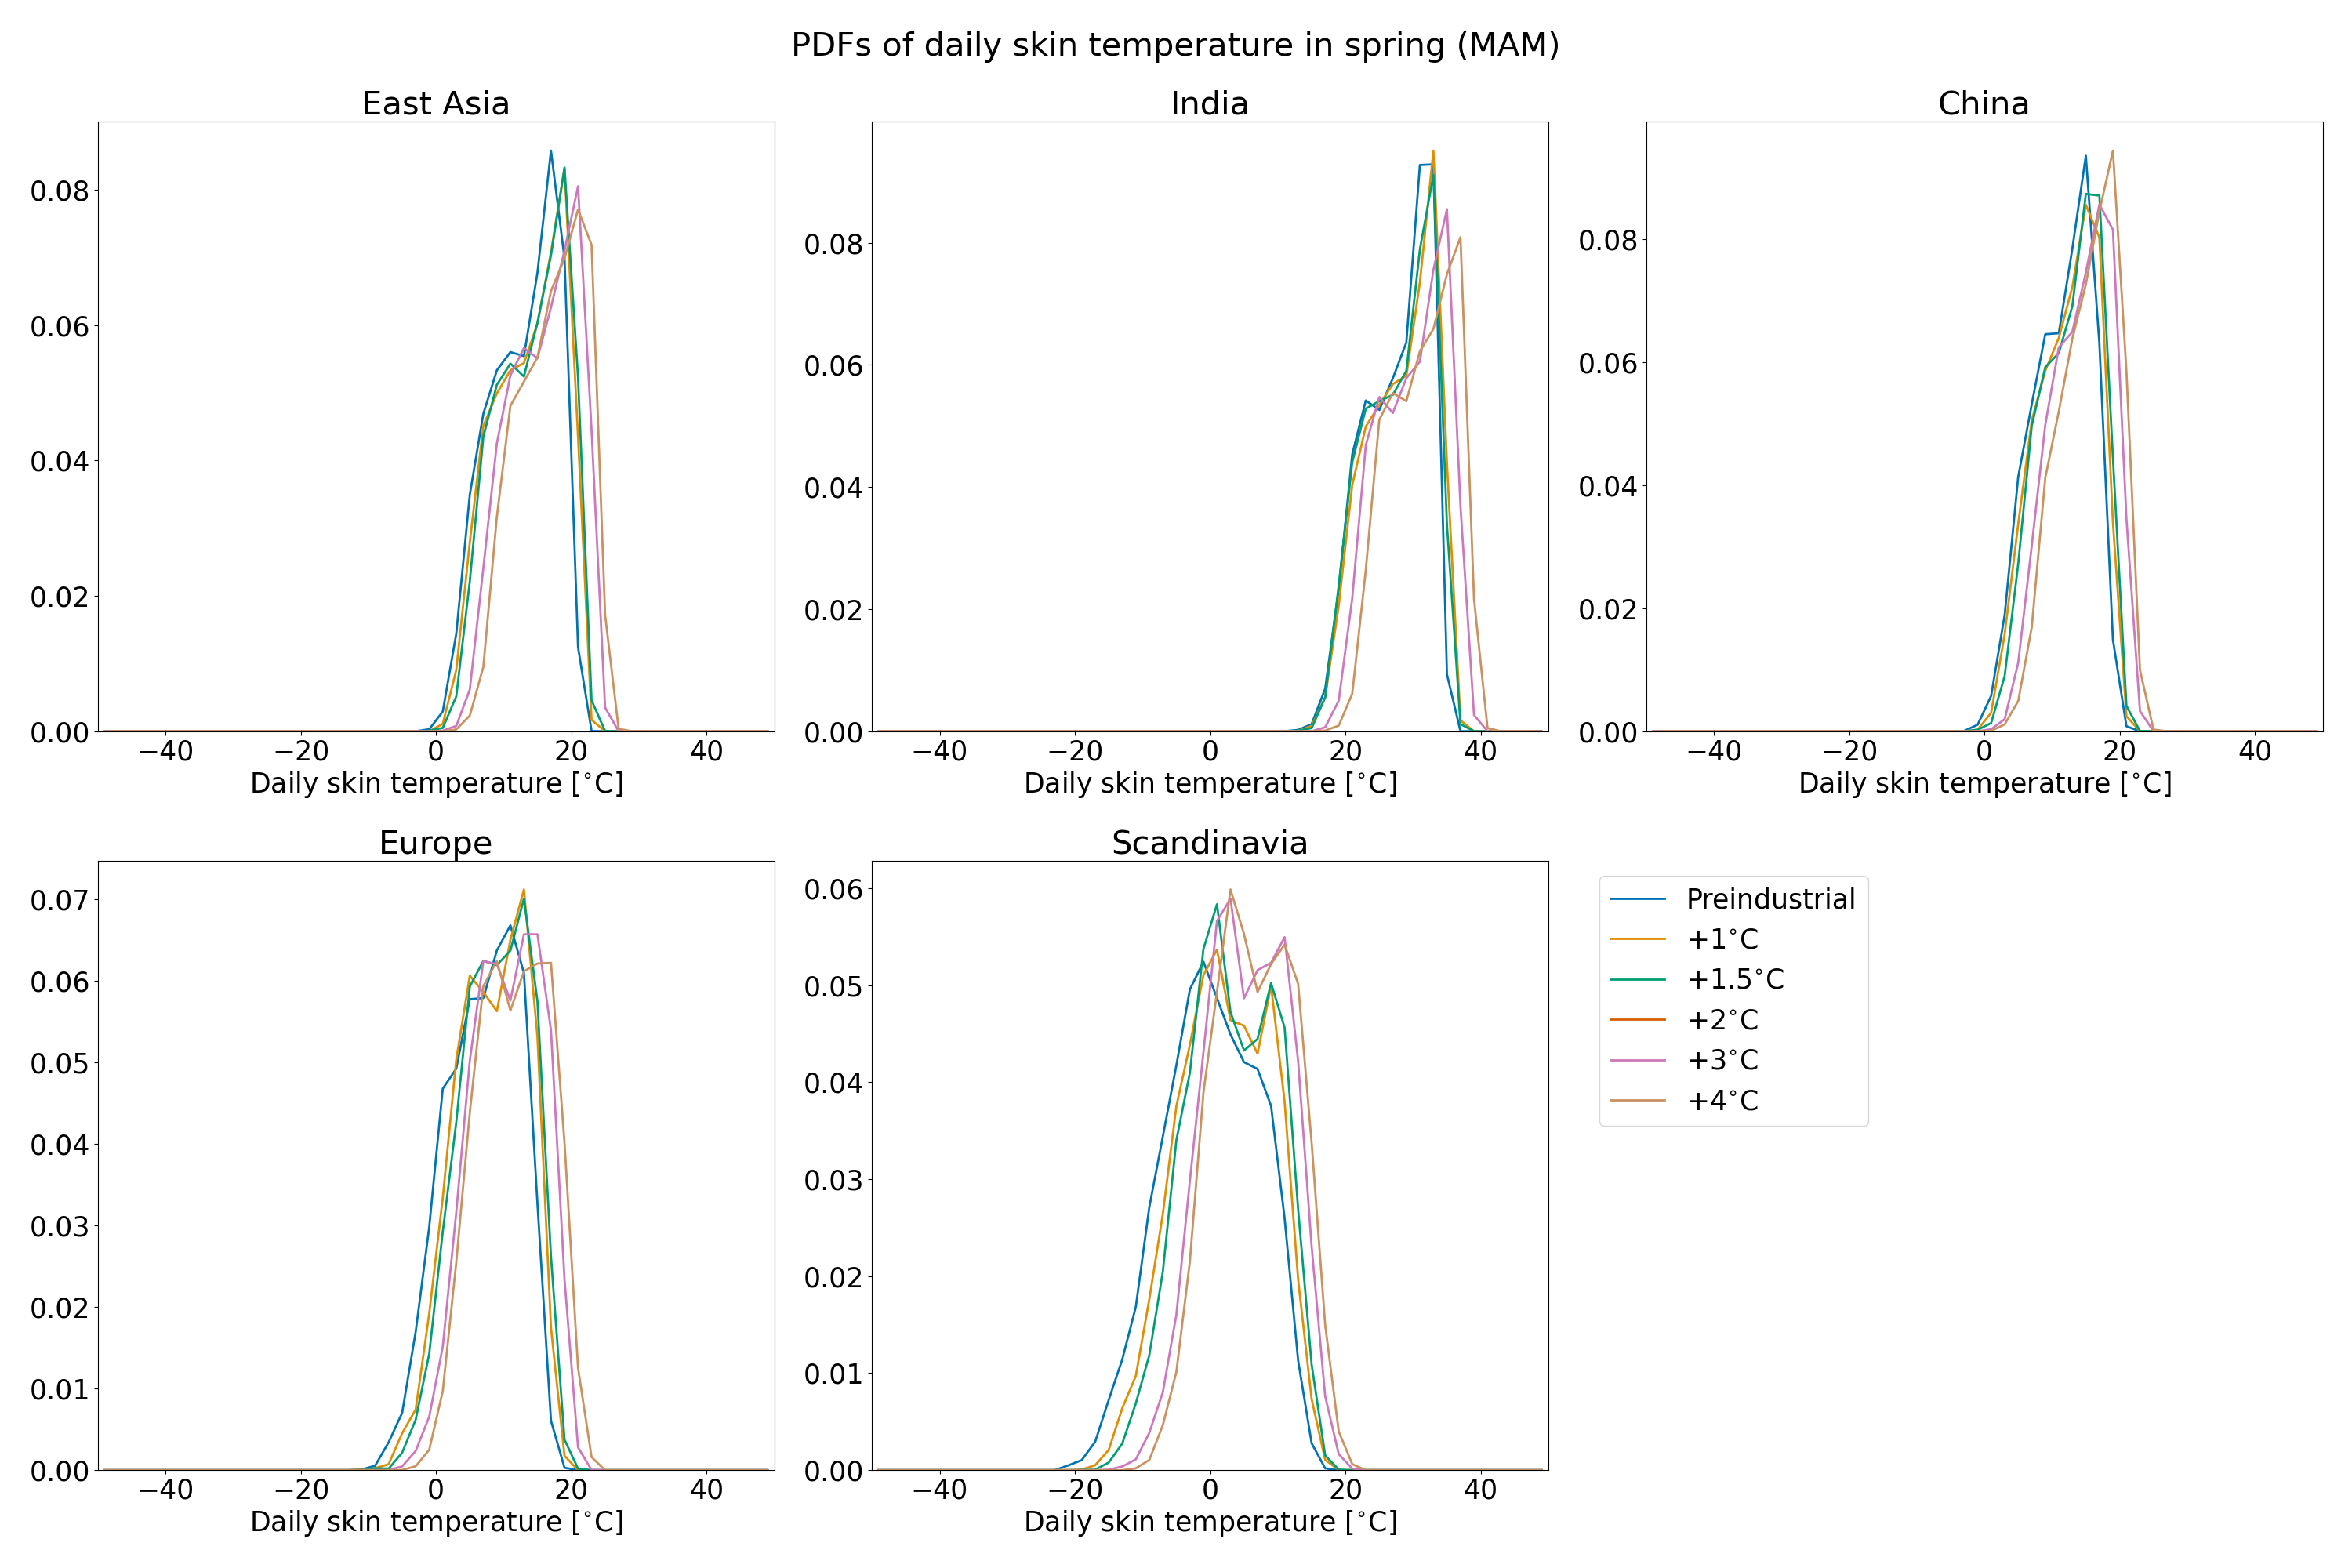 PDFs of daily skin temperature in spring (MAM)
East Asia
0.08
0.06
0.04
0.02
0.00
−40 −20 0 20 40
Daily skin temperature [°C]
India
0.08
0.06
0.04
0.02
0.00
−40 −20 0 20 40
Daily skin temperature [°C]
China
0.08
0.06
0.04
0.02
0.00
−40 −20 0 20 40
Daily skin temperature [°C]
Europe
0.07
0.06
0.05
0.04
0.03
0.02
0.01
0.00
−40 −20 0 20 40
Daily skin temperature [°C]
Scandinavia
0.06
0.05
0.04
0.03
0.02
0.01
0.00
−40 −20 0 20 40
Daily skin temperature [°C]
Preindustrial
+1°C
+1.5°C
+2°C
+3°C
+4°C